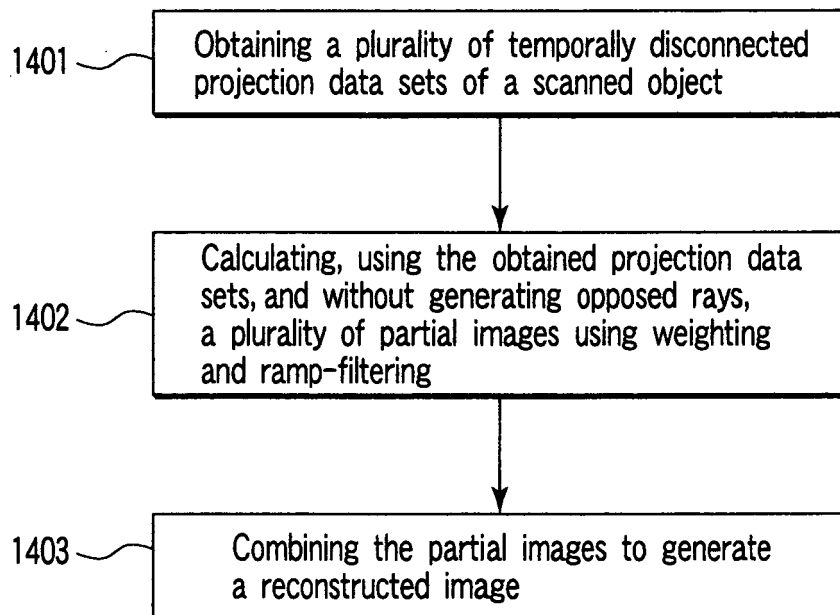 1401
Obtaining a plurality of temporally disconnected
projection data sets of a scanned object
1402
Calculating, using the obtained projection data
sets, and without generating opposed rays,
a plurality of partial images using weighting
and ramp-filtering
1403
Combining the partial images to generate
a reconstructed image